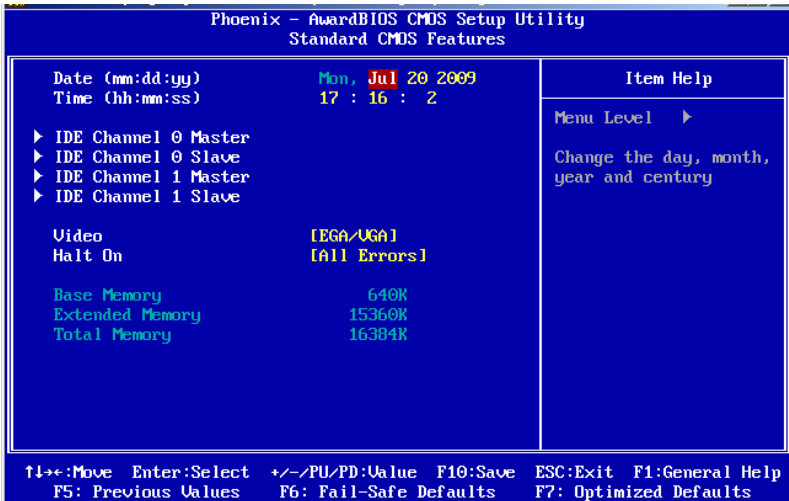 Phoenix - AwardBIOS CMOS Setup Utility
Standard CMOS Features
Date (mm:dd:yy) Mon, Jul 20 2009
Time (hh:mm:ss) 17 : 16 : 2
IDE Channel 0 Master
IDE Channel 0 Slave
IDE Channel 1 Master
IDE Channel 1 Slave
Video [EGA/VGA]
Halt On [All Errors]
Base Memory 640K
Extended Memory 15360K
Total Memory 16384K
Item Help
Menu Level
Change the day, month,
year and century
↑↓→←:Move Enter:Select +/-/PU/PD:Value F10:Save ESC:Exit F1:General Help
F5: Previous Values F6: Fail-Safe Defaults F7: Optimized Defaults